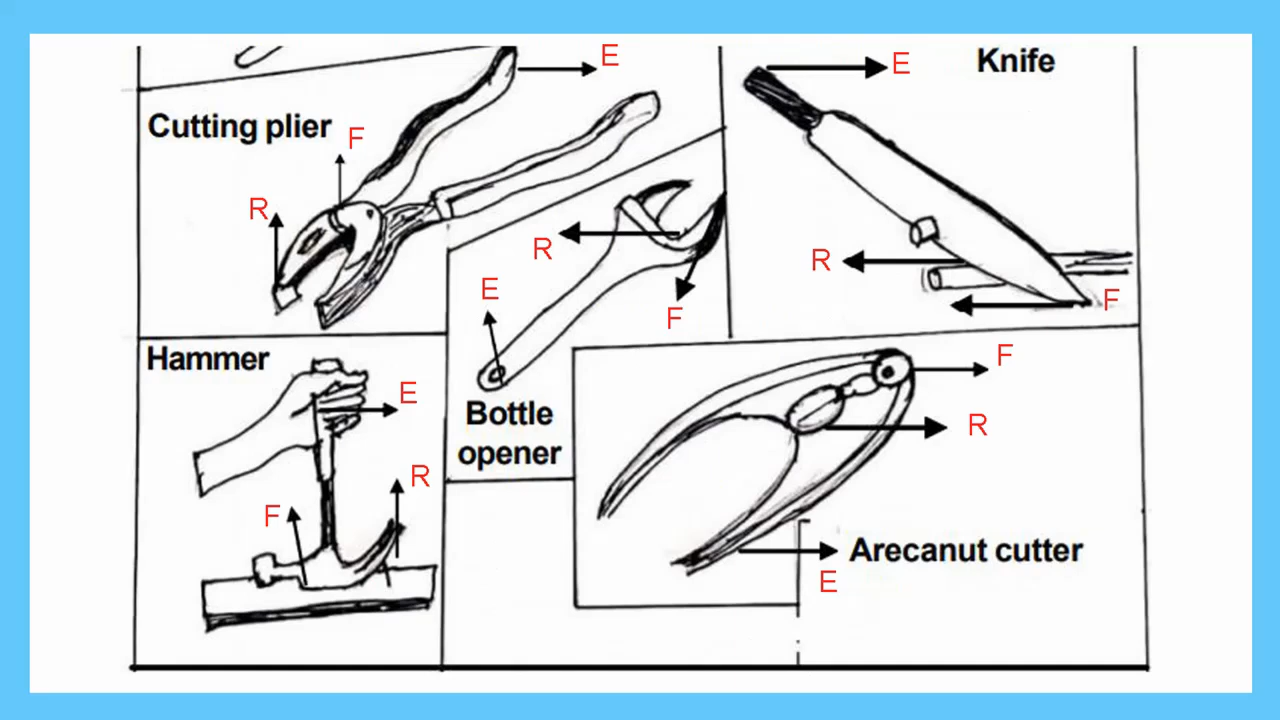 E
Knife
E
Cutting plier
F
R
R
E
F
R
F
Hammer
E
Bottle
opener
R
F
F
R
Arecanut cutter
E